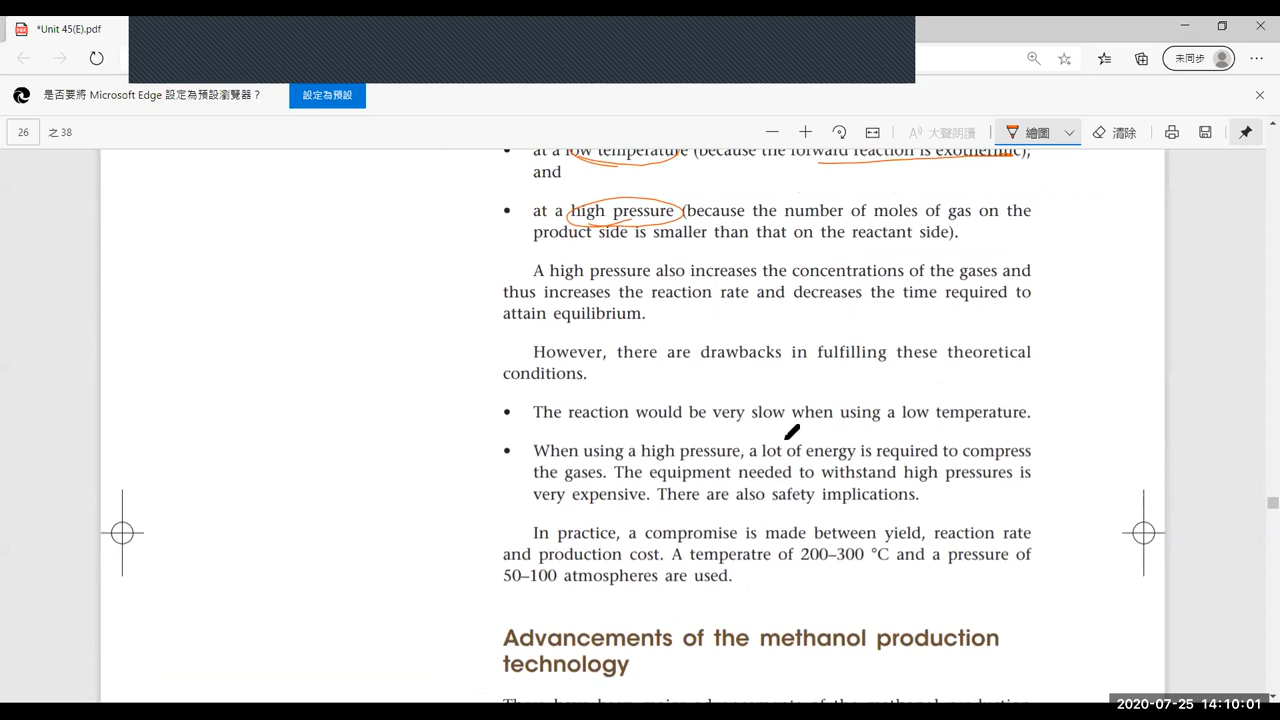 *Unit 45(E).pdf
未同步
是否要將 Microsoft Edge 設定為預設瀏覽器？
設定為預設
26 之 38
A》 大聲朗讀
繪圖
清除
• at a low temperature (because the forward reaction is exothermic);
and
• at a high pressure (because the number of moles of gas on the
product side is smaller than that on the reactant side).
A high pressure also increases the concentrations of the gases and
thus increases the reaction rate and decreases the time required to
attain equilibrium.
However, there are drawbacks in fulfilling these theoretical
conditions.
• The reaction would be very slow when using a low temperature.
• When using a high pressure, a lot of energy is required to compress
the gases. The equipment needed to withstand high pressures is
very expensive. There are also safety implications.
In practice, a compromise is made between yield, reaction rate
and production cost. A temperatre of 200–300 °C and a pressure of
50–100 atmospheres are used.
Advancements of the methanol production
technology
There have been major advancements of the methanol production
2020-07-25 14:10:01